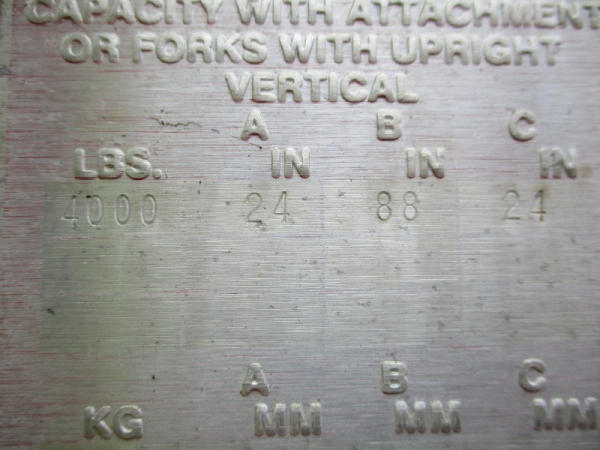 CAPACITY WITH ATTACHMENT
OR FORKS WITH UPRIGHT
VERTICAL
A B C
LBS. IN IN IN.
4000 24 88 24
A B C
KG MM MM MM